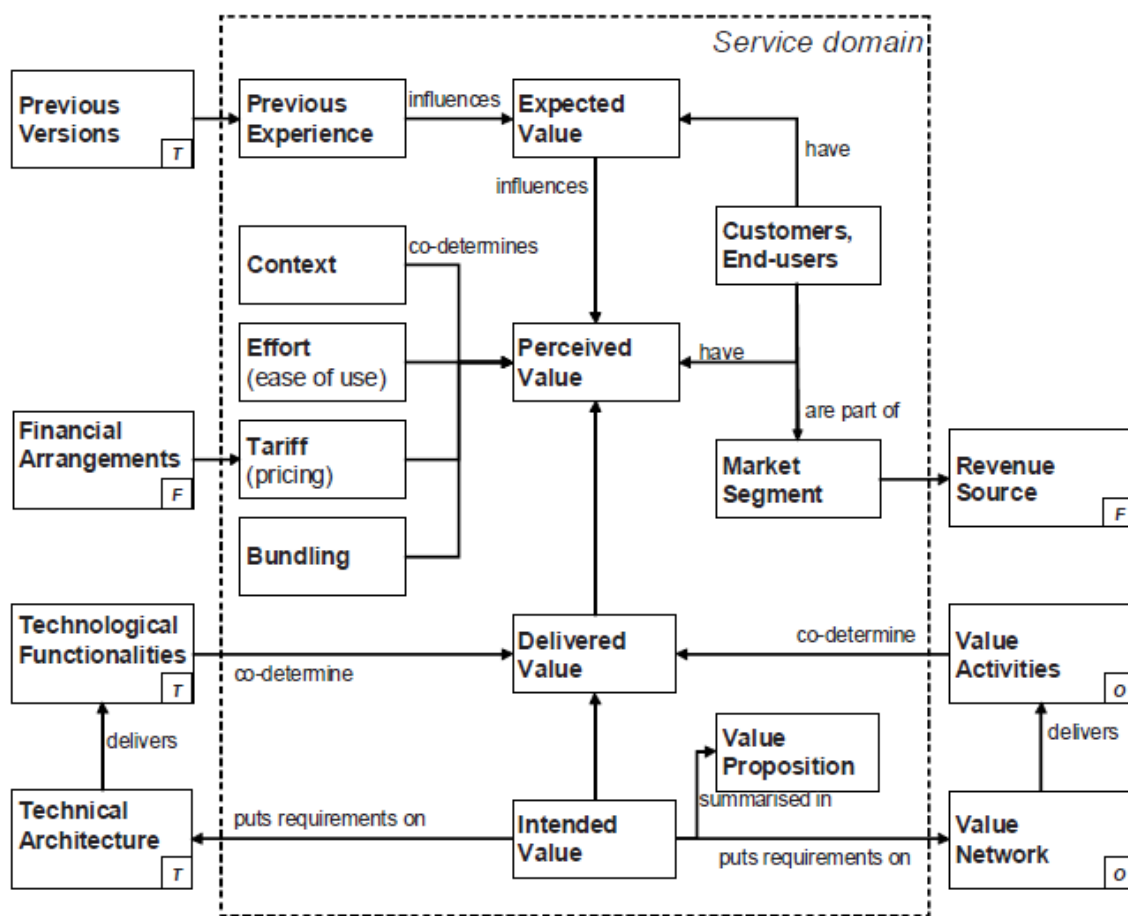 Service domain
Previous
Versions
T
Previous
Experience
influences
Expected
Value
have
influences
Customers,
End-users
Context
co-determines
Effort
(ease of use)
Perceived
Value
have
are part of
Financial
Arrangements
F
Tariff
(pricing)
Market
Segment
Revenue
Source
F
Bundling
Technological
Functionalities
T
co-determine
Delivered
Value
co-determine
Value
Activities
O
delivers
Value
Proposition
delivers
summarised in
Technical
Architecture
T
puts requirements on
Intended
Value
puts requirements on
Value
Network
O